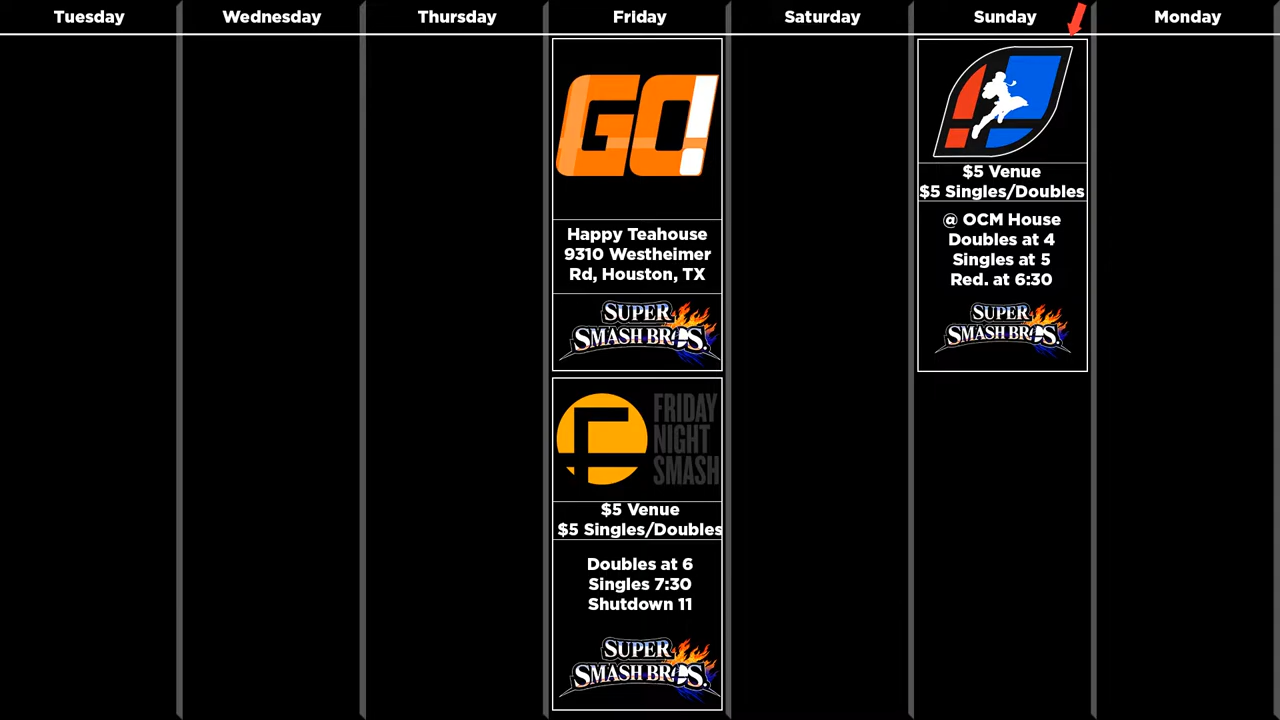 Tuesday
Wednesday
Thursday
Friday
Saturday
Sunday
Monday
GO!
Happy Teahouse
9310 Westheimer
Rd, Houston, TX
SUPER
SMASH BROS.
FRIDAY
NIGHT
SMASH
$5 Venue
$5 Singles/Doubles
Doubles at 6
Singles 7:30
Shutdown 11
SUPER
SMASH BROS.
$5 Venue
$5 Singles/Doubles
@ OCM House
Doubles at 4
Singles at 5
Red. at 6:30
SUPER
SMASH BROS.